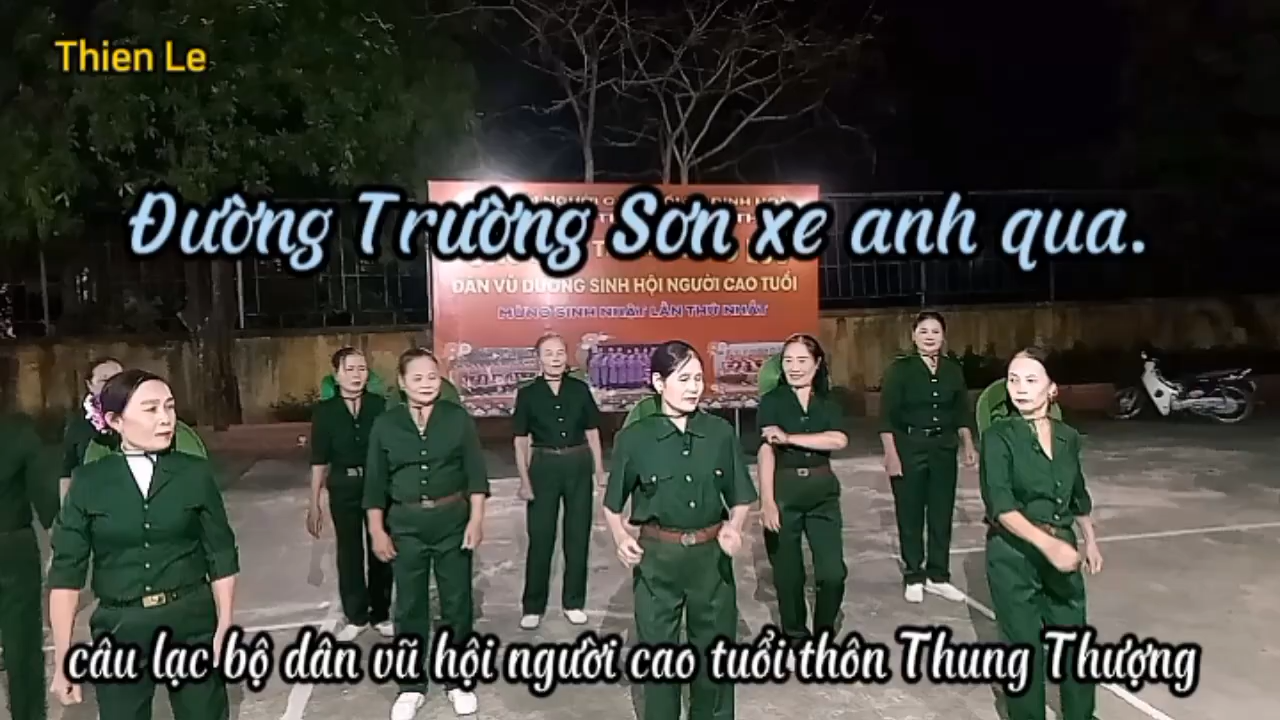 Thien Le
NGƯỜI
Đường Trường Sơn xe anh qua.
DÂN VŨ DƯỠNG SINH HỘI NGƯỜI CAO TUỔI
MỪNG SINH NHẬT LẦN THỨ NHẤT
câu lạc bộ dân vũ hội người cao tuổi thôn Thung Thượng